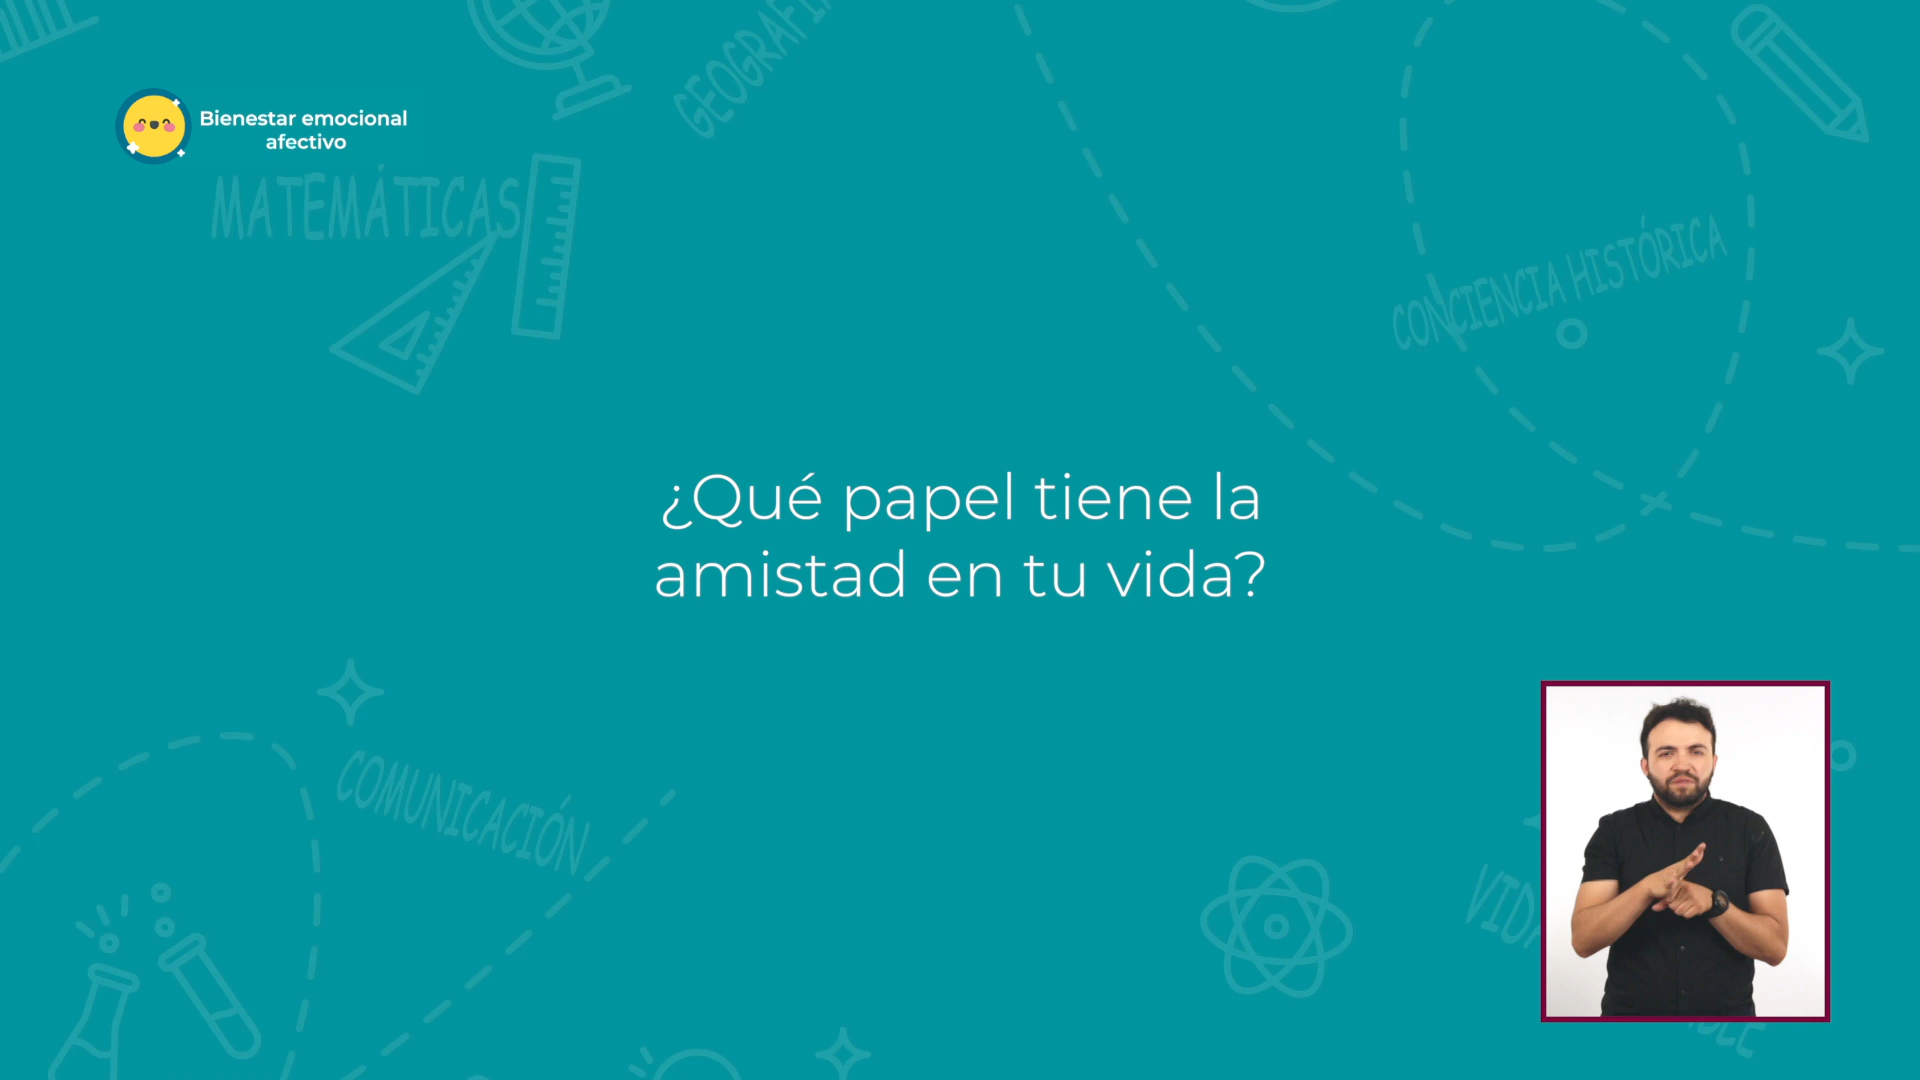 GEOGRAFÍA
Bienestar emocional
afectivo
MATEMÁTICAS
CONCIENCIA HISTÓRICA
¿Qué papel tiene la
amistad en tu vida?
COMUNICACIÓN